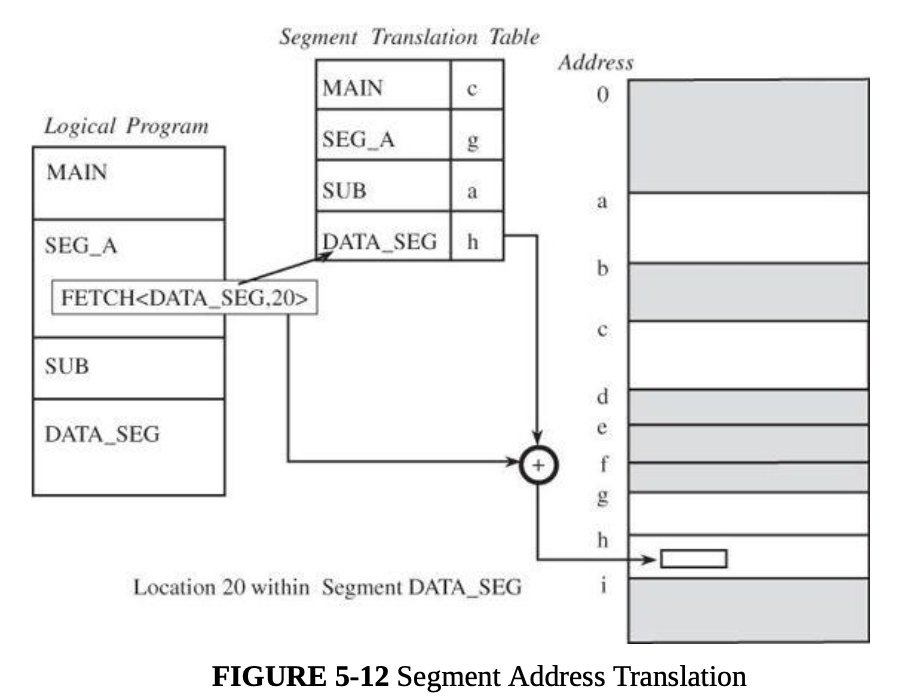 Segment Translation Table
MAIN c
SEG_A g
SUB a
DATA_SEG h
Logical Program
MAIN
SEG_A
FETCH<DATA_SEG,20>
SUB
DATA_SEG
+
Address
0
a
b
c
d
e
f
g
h
i
Location 20 within Segment DATA_SEG
FIGURE 5-12 Segment Address Translation